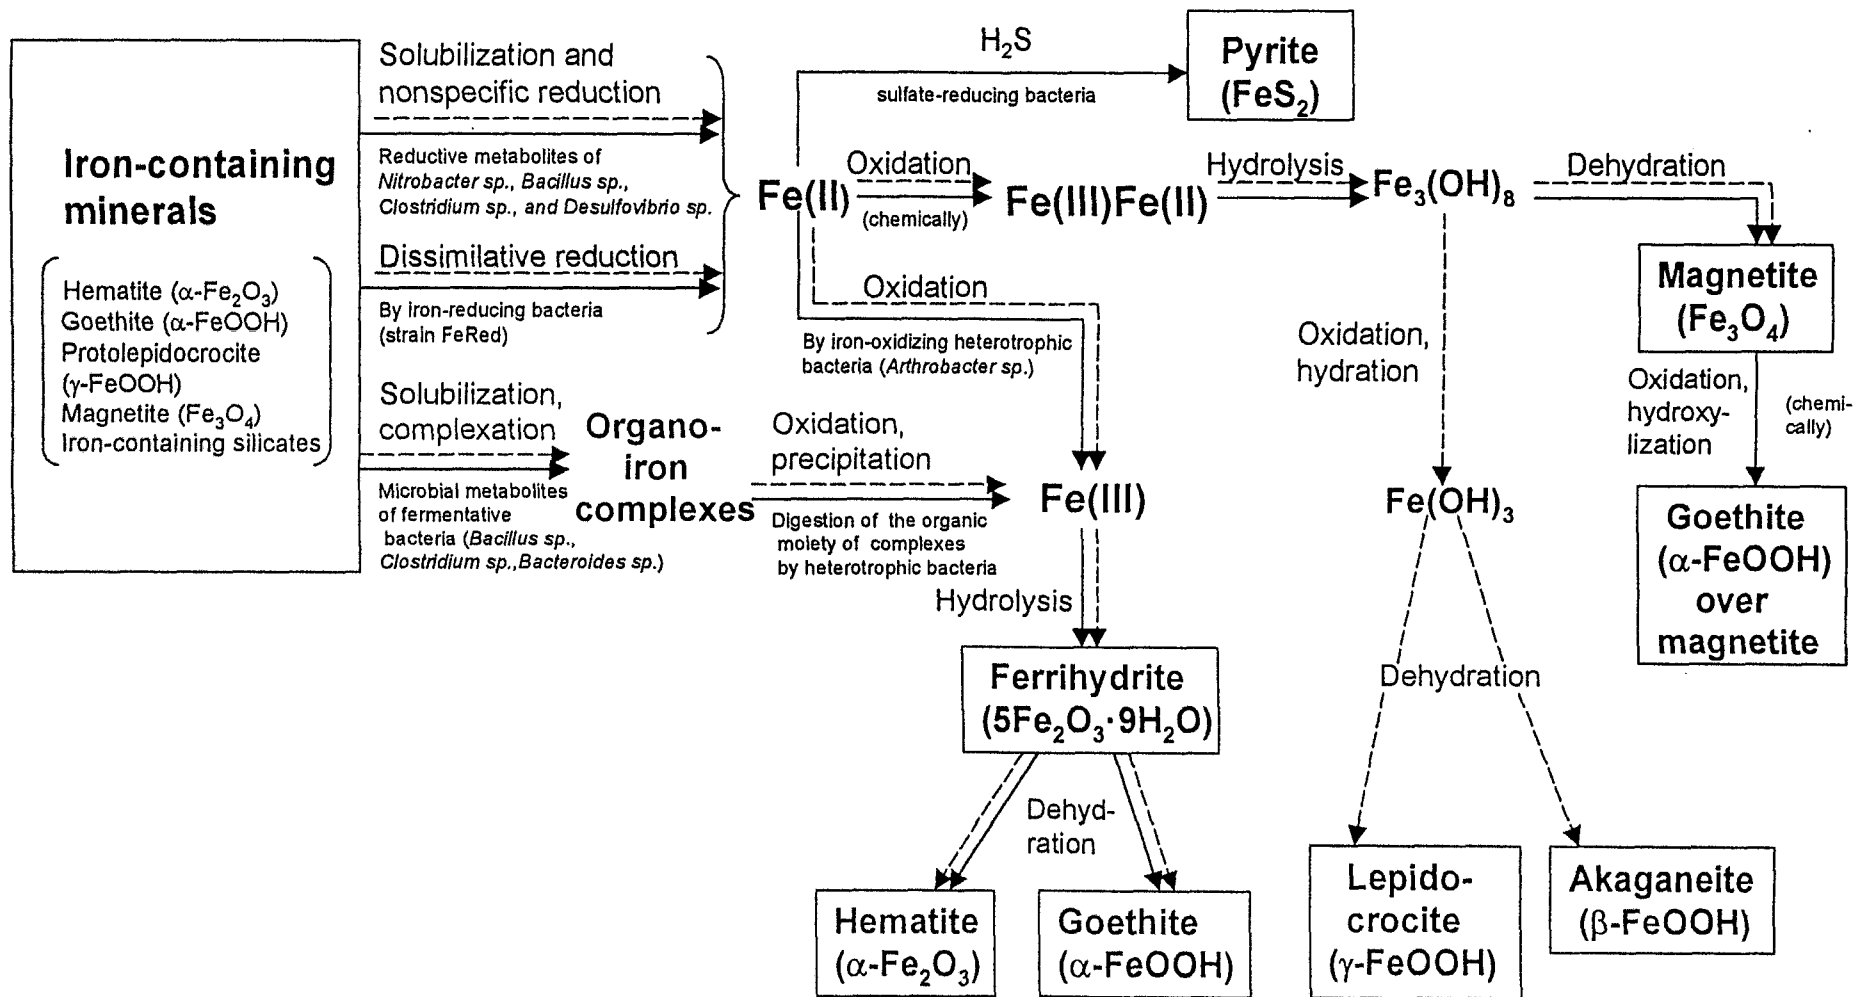 Iron-containing
minerals
Hematite (α-Fe₂O₃)
Goethite (α-FeOOH)
Protolepidocrocite
(γ-FeOOH)
Magnetite (Fe₃O₄)
Iron-containing silicates
Solubilization and
nonspecific reduction
Reductive metabolites of
Nitrobacter sp., Bacillus sp.,
Clostridium sp., and Desulfovibrio sp.
Dissimilative reduction
By iron-reducing bacteria
(strain FeRed)
Solubilization,
complexation
Microbial metabolites
of fermentative
bacteria (Bacillus sp.,
Clostridium sp.,Bacteroides sp.)
Organo-
iron
complexes
Fe(II)
H₂S
sulfate-reducing bacteria
Pyrite
(FeS₂)
Oxidation
(chemically)
Fe(III)Fe(II)
Hydrolysis
Fe₃(OH)₈
Dehydration
Magnetite
(Fe₃O₄)
Oxidation,
hydroxy-
lization
(chemi-
cally)
Goethite
(α-FeOOH)
over
magnetite
Oxidation
By iron-oxidizing heterotrophic
bacteria (Arthrobacter sp.)
Oxidation,
precipitation
Digestion of the organic
moiety of complexes
by heterotrophic bacteria
Fe(III)
Hydrolysis
Ferrihydrite
(5Fe₂O₃·9H₂O)
Dehyd-
ration
Hematite
(α-Fe₂O₃)
Goethite
(α-FeOOH)
Oxidation,
hydration
Fe(OH)₃
Dehydration
Lepido-
crocite
(γ-FeOOH)
Akaganeite
(β-FeOOH)